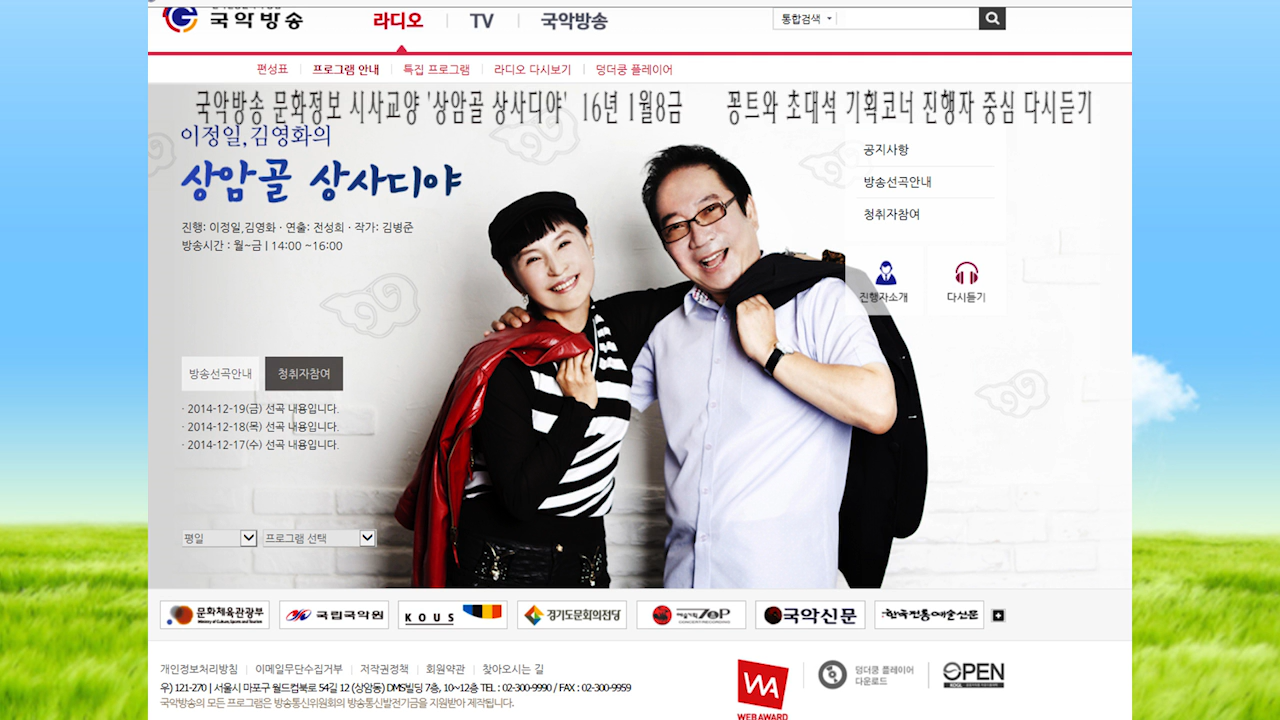 국악방송
라디오 | TV | 국악방송
통합검색
편성표 | 프로그램 안내 | 특집 프로그램 | 라디오 다시보기 | 덩더쿵 플레이어
국악방송 문화정보 시사교양 '상암골 상사디야' 16년 1월8금 꽁트와 초대석 기획코너 진행자 중심 다시듣기
이정일,김영화의
상암골 상사디야
진행: 이정일,김영화 · 연출: 전성희 · 작가: 김병준
방송시간 : 월~금 | 14:00 ~16:00
공지사항
방송선곡안내
청취자참여
진행자소개 다시듣기
방송선곡안내 청취자참여
· 2014-12-19(금) 선곡 내용입니다.
· 2014-12-18(목) 선곡 내용입니다.
· 2014-12-17(수) 선곡 내용입니다.
평일 프로그램 선택
문화체육관광부 국립국악원 KOUS 경기도문화의전당 TOP 국악신문 한국전통예술신문
Ministry of Culture, Sports and Tourism
개인정보처리방침 | 이메일무단수집거부 | 저작권정책 | 회원약관 | 찾아오시는 길
우) 121-270 | 서울시 마포구 월드컵북로 54길 12 (상암동) DMS빌딩 7층, 10~12층 TEL : 02-300-9990 / FAX : 02-300-9959
국악방송의 모든 프로그램은 방송통신위원회의 방송통신발전기금을 지원받아 제작됩니다.
WA
WEB AWARD
덩더쿵 플레이어
다운로드
OPEN